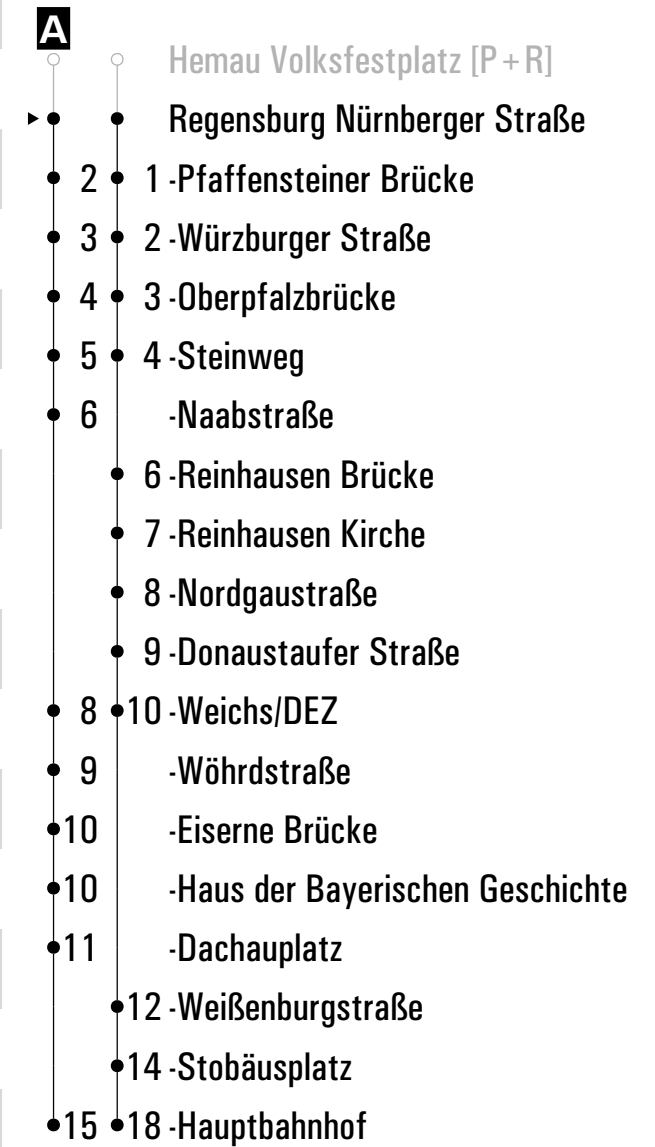 A
Hemau Volksfestplatz [P+R]
Regensburg Nürnberger Straße
2 1 -Pfaffensteiner Brücke
3 2 -Würzburger Straße
4 3 -Oberpfalzbrücke
5 4 -Steinweg
6 -Naabstraße
6 -Reinhausen Brücke
7 -Reinhausen Kirche
8 -Nordgaustraße
9 -Donaustaufer Straße
8 10 -Weichs/DEZ
9 -Wöhrdstraße
10 -Eiserne Brücke
10 -Haus der Bayerischen Geschichte
11 -Dachauplatz
12 -Weißenburgstraße
14 -Stobäusplatz
15 18 -Hauptbahnhof